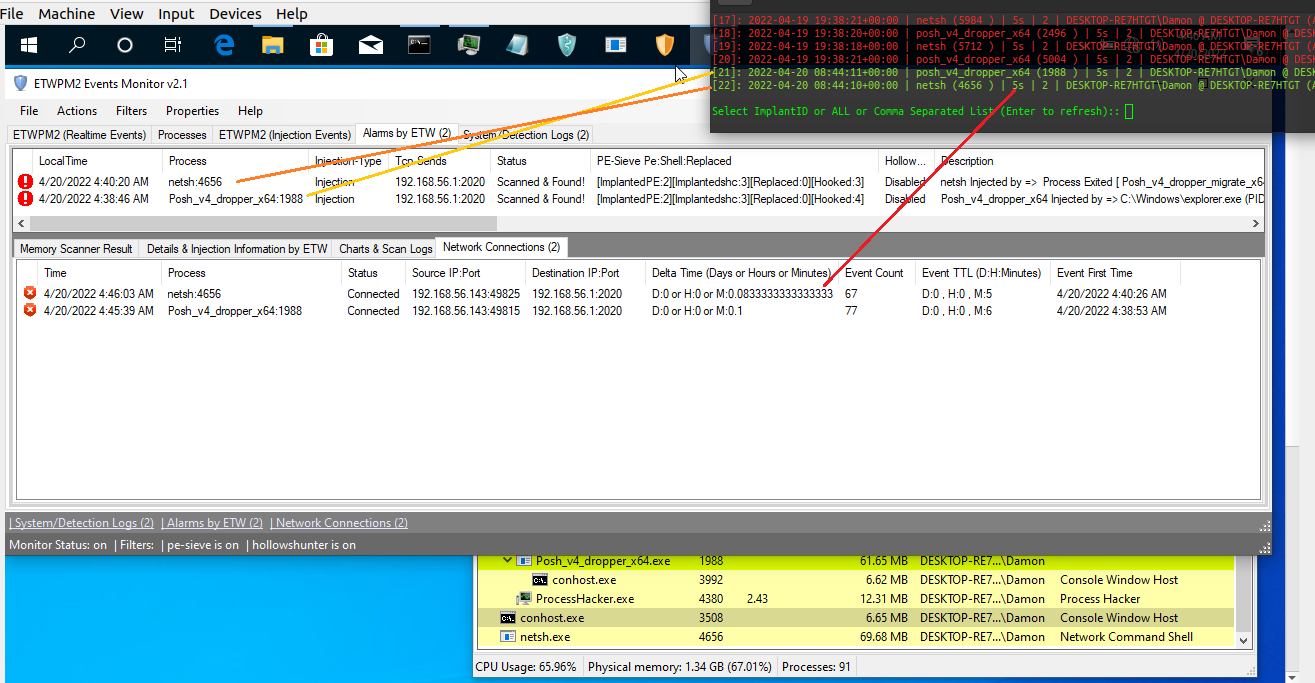 File Machine View Input Devices Help
[17]: 2022-04-19 19:38:21+00:00 | netsh (5984 ) | 5s | 2 | DESKTOP-RE7HTGT\Damon @ DESKTOP-RE7HTGT (A
[18]: 2022-04-19 19:38:20+00:00 | posh_v4_dropper_x64 (2496 ) | 5s | 2 | DESKTOP-RE7HTGT\Damon @ DES
[19]: 2022-04-19 19:38:18+00:00 | netsh (5712 ) | 5s | 2 | DESKTOP-RE7HTGT\Damon @ DESKTOP-RE7HTGT (A
[20]: 2022-04-19 19:38:21+00:00 | posh_v4_dropper_x64 (5004 ) | 5s | 2 | DESKTOP-RE7HTGT\Damon @ DES
[21]: 2022-04-20 08:44:11+00:00 | posh_v4_dropper_x64 (1988 ) | 5s | 2 | DESKTOP-RE7HTGT\Damon @ DESK
[22]: 2022-04-20 08:44:10+00:00 | netsh (4656 ) | 5s | 2 | DESKTOP-RE7HTGT\Damon @ DESKTOP-RE7HTGT (A
Select ImplantID or ALL or Comma Separated List (Enter to refresh)::
ETWPM2 Events Monitor v2.1
File Actions Filters Properties Help
ETWPM2 (Realtime Events) Processes ETWPM2 (Injection Events) Alarms by ETW (2) System/Detection Logs (2)
LocalTime Process Injection-Type Tcp-Sends Status PE-Sieve Pe:Shell:Replaced Hollow... Description
4/20/2022 4:40:20 AM netsh:4656 Injection 192.168.56.1:2020 Scanned & Found! [ImplantedPE:2][Implantedshc:3][Replaced:0][Hooked:3] Disabled netsh Injected by => Process Exited [ Posh_v4_dropper_migrate_x64
4/20/2022 4:38:46 AM Posh_v4_dropper_x64:1988 Injection 192.168.56.1:2020 Scanned & Found! [ImplantedPE:2][Implantedshc:3][Replaced:0][Hooked:4] Disabled Posh_v4_dropper_x64 Injected by => C:\Windows\explorer.exe (PID
Memory Scanner Result Details & Injection Information by ETW Charts & Scan Logs Network Connections (2)
Time Process Status Source IP:Port Destination IP:Port Delta Time (Days or Hours or Minutes) Event Count Event TTL (D:H:Minutes) Event First Time
4/20/2022 4:46:03 AM netsh:4656 Connected 192.168.56.143:49825 192.168.56.1:2020 D:0 or H:0 or M:0.0833333333333333 67 D:0 , H:0 , M:5 4/20/2022 4:40:26 AM
4/20/2022 4:45:39 AM Posh_v4_dropper_x64:1988 Connected 192.168.56.143:49815 192.168.56.1:2020 D:0 or H:0 or M:0.1 77 D:0 , H:0 , M:6 4/20/2022 4:38:53 AM
| System/Detection Logs (2) | Alarms by ETW (2) | Network Connections (2)
Monitor Status: on | Filters: | pe-sieve is on | hollowshunter is on
Posh_v4_dropper_x64.exe 1988 61.65 MB DESKTOP-RE7...\Damon
conhost.exe 3992 6.62 MB DESKTOP-RE7...\Damon Console Window Host
ProcessHacker.exe 4380 2.43 12.31 MB DESKTOP-RE7...\Damon Process Hacker
conhost.exe 3508 6.65 MB DESKTOP-RE7...\Damon Console Window Host
netsh.exe 4656 69.68 MB DESKTOP-RE7...\Damon Network Command Shell
CPU Usage: 65.96% Physical memory: 1.34 GB (67.01%) Processes: 91